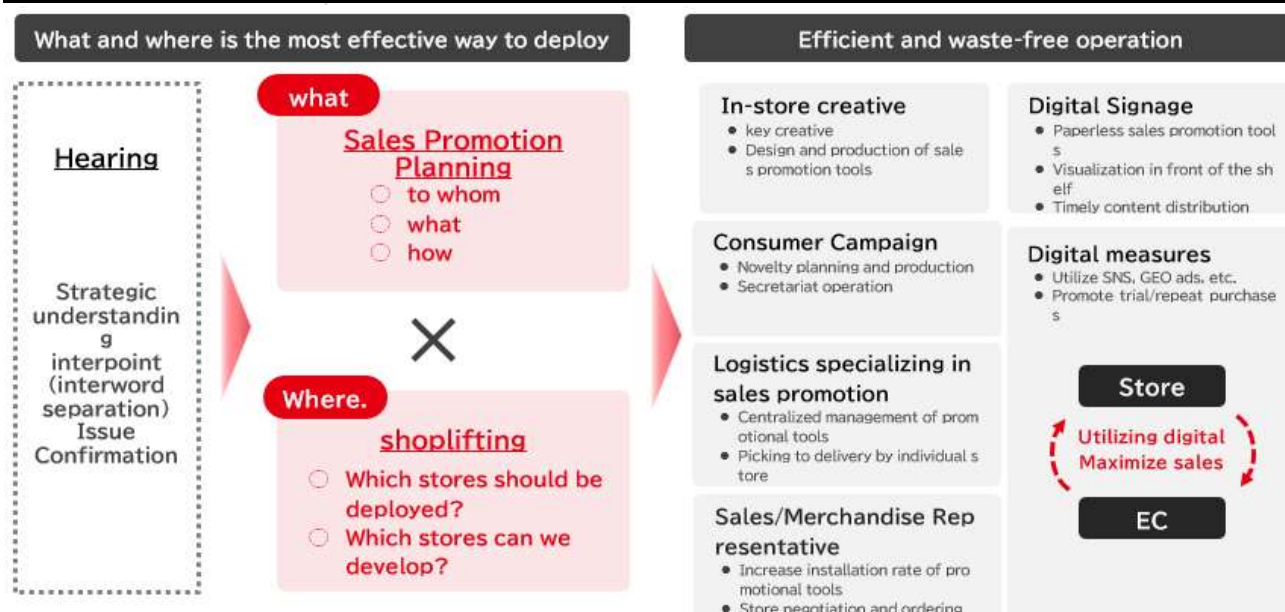 What and where is the most effective way to deploy
Hearing
Strategic
understandin
g
interpoint
(interword
separation)
Issue
Confirmation
what
Sales Promotion
Planning
to whom
what
how
×
Where.
shoplifting
Which stores should be
deployed?
Which stores can we
develop?
Efficient and waste-free operation
In-store creative
key creative
Design and production of sale
s promotion tools
Consumer Campaign
Novelty planning and production
Secretariat operation
Logistics specializing in
sales promotion
Centralized management of prom
otional tools
Picking to delivery by individual s
tore
Sales/Merchandise Rep
resentative
Increase installation rate of pro
motional tools
Store negotiation and ordering
Digital Signage
Paperless sales promotion tool
s
Visualization in front of the sh
elf
Timely content distribution
Digital measures
Utilize SNS, GEO ads, etc.
Promote trial/repeat purchase
s
Store
Utilizing digital
Maximize sales
EC